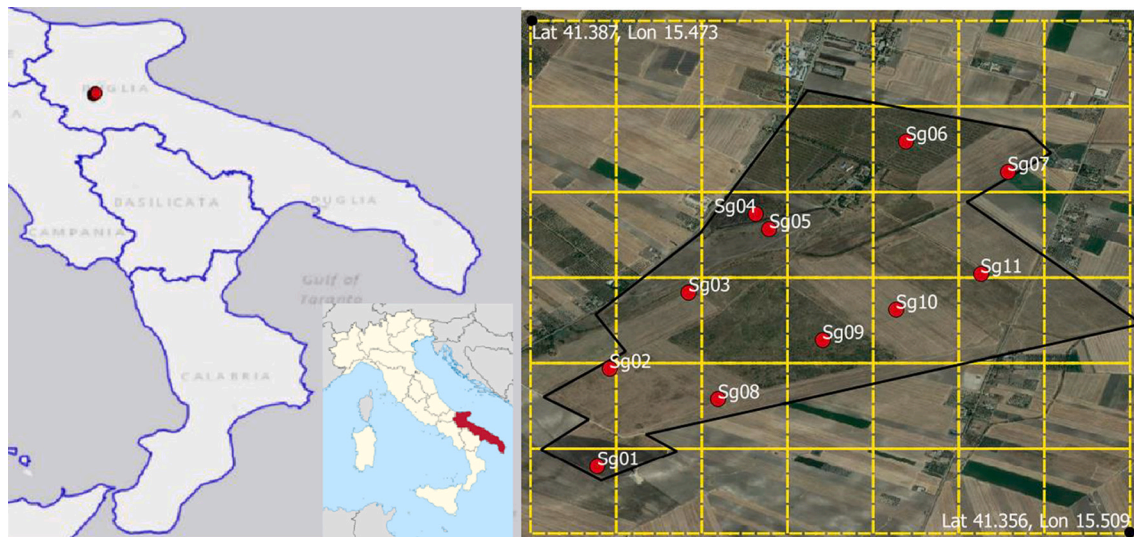 PUGLIA
BASILICATA
PUGLIA
CAMPANIA
Gulf of
Taranto
CALABRIA
Lat 41.387, Lon 15.473
Sg06
Sg07
Sg04
Sg05
Sg11
Sg03
Sg10
Sg09
Sg02
Sg08
Sg01
Lat 41.356, Lon 15.509